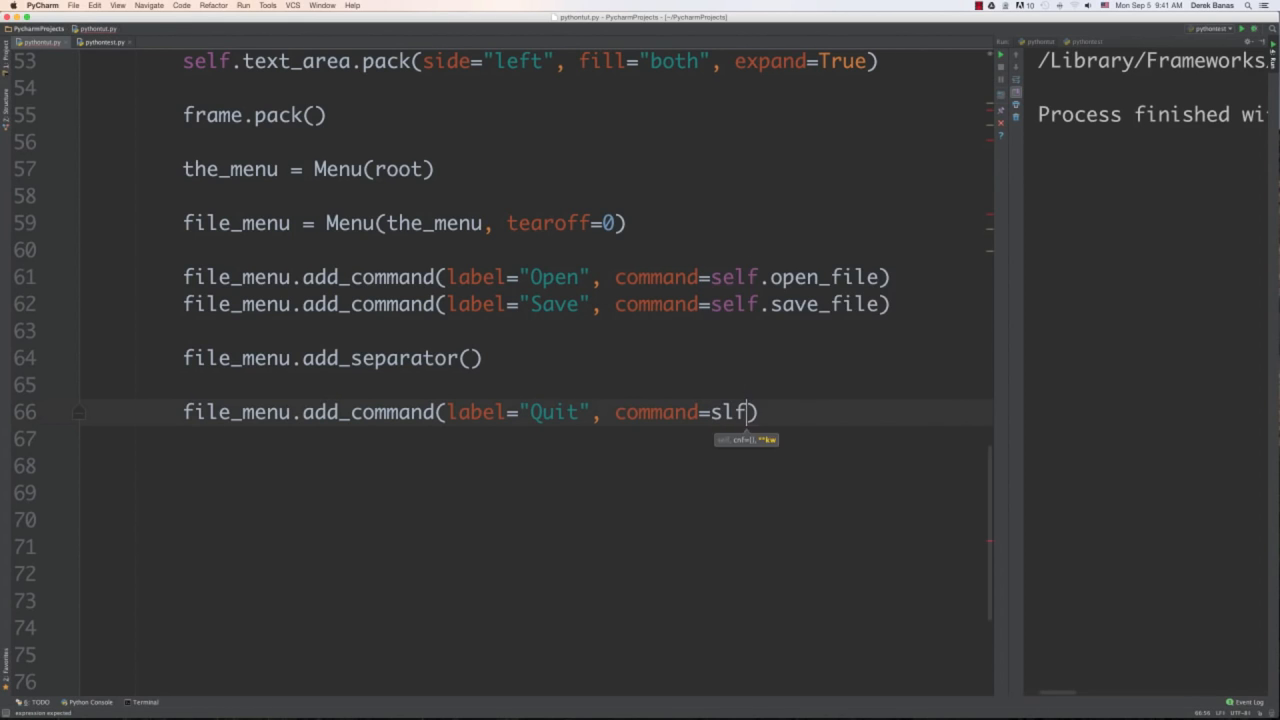 PyCharm File Edit View Navigate Code Refactor Run Tools VCS Window Help 10 Mon Sep 5 9:41 AM Derek Banas
pythontut.py - PycharmProjects - [~/PycharmProjects]
PycharmProjects pythontut.py pythontut
pythontut.py pythontest.py Run: pythontut pythontest
53 self.text_area.pack(side="left", fill="both", expand=True) /Library/Frameworks
54
55 frame.pack() Process finished wi
56
57 the_menu = Menu(root)
58
59 file_menu = Menu(the_menu, tearoff=0)
60
61 file_menu.add_command(label="Open", command=self.open_file)
62 file_menu.add_command(label="Save", command=self.save_file)
63
64 file_menu.add_separator()
65
66 file_menu.add_command(label="Quit", command=slf)
67 self, cnf={}, **kw
68
69
70
71
72
73
74
75
76
1: Project
Z: Structure
2: Favorites
6: TODO Python Console Terminal Event Log
expression expected 66:56 LF÷ UTF-8÷